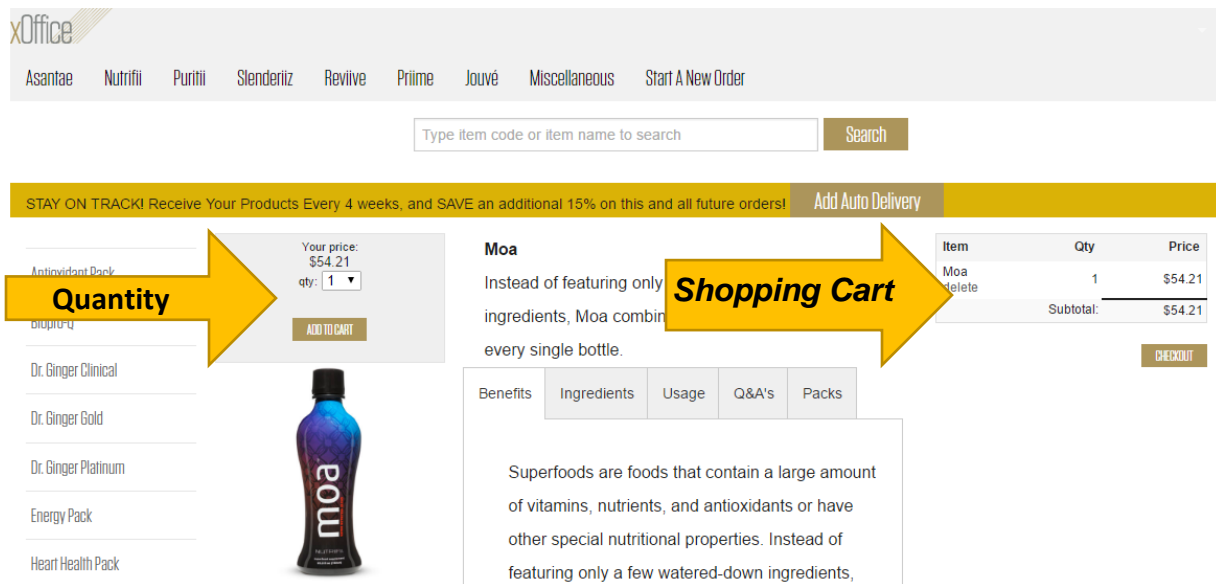 xOffice
Asantae Nutrifii Puritii Slenderiiz Reviive Priime Jouvé Miscellaneous Start A New Order
Type item code or item name to search
Search
STAY ON TRACK! Receive Your Products Every 4 weeks, and SAVE an additional 15% on this and all future orders!
Add Auto Delivery
Antioxidant Pack
Quantity
Biopro-Q
Dr. Ginger Clinical
Dr. Ginger Gold
Dr. Ginger Platinum
Energy Pack
Heart Health Pack
Your price:
$54.21
qty: 1
ADD TO CART
moa
NUTRIFII
Moa
Instead of featuring only
ingredients, Moa combin
every single bottle.
Shopping Cart
Benefits Ingredients Usage Q&A's Packs
Superfoods are foods that contain a large amount
of vitamins, nutrients, and antioxidants or have
other special nutritional properties. Instead of
featuring only a few watered-down ingredients,
Item Qty Price
Moa 1 $54.21
delete
Subtotal: $54.21
CHECKOUT